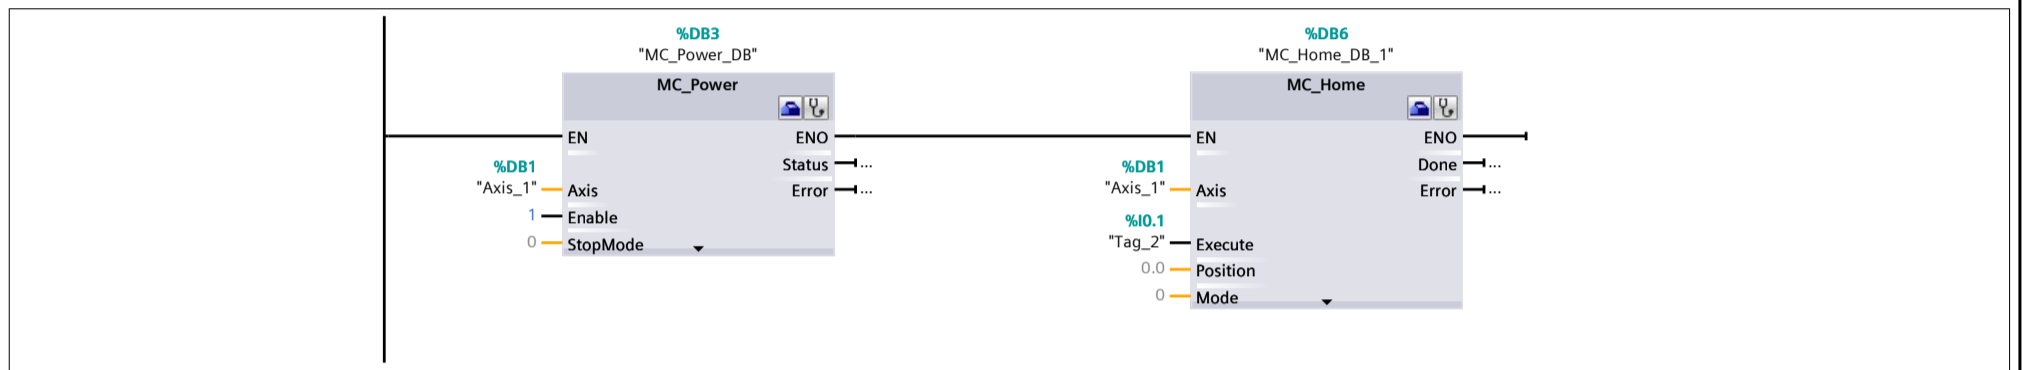 %DB3
"MC_Power_DB"
MC_Power
EN
ENO
Status
...
%DB1
"Axis_1"
Axis
Error
...
1
Enable
0
StopMode
%DB6
"MC_Home_DB_1"
MC_Home
EN
ENO
Done
...
%DB1
"Axis_1"
Axis
Error
...
%I0.1
"Tag_2"
Execute
0.0
Position
0
Mode